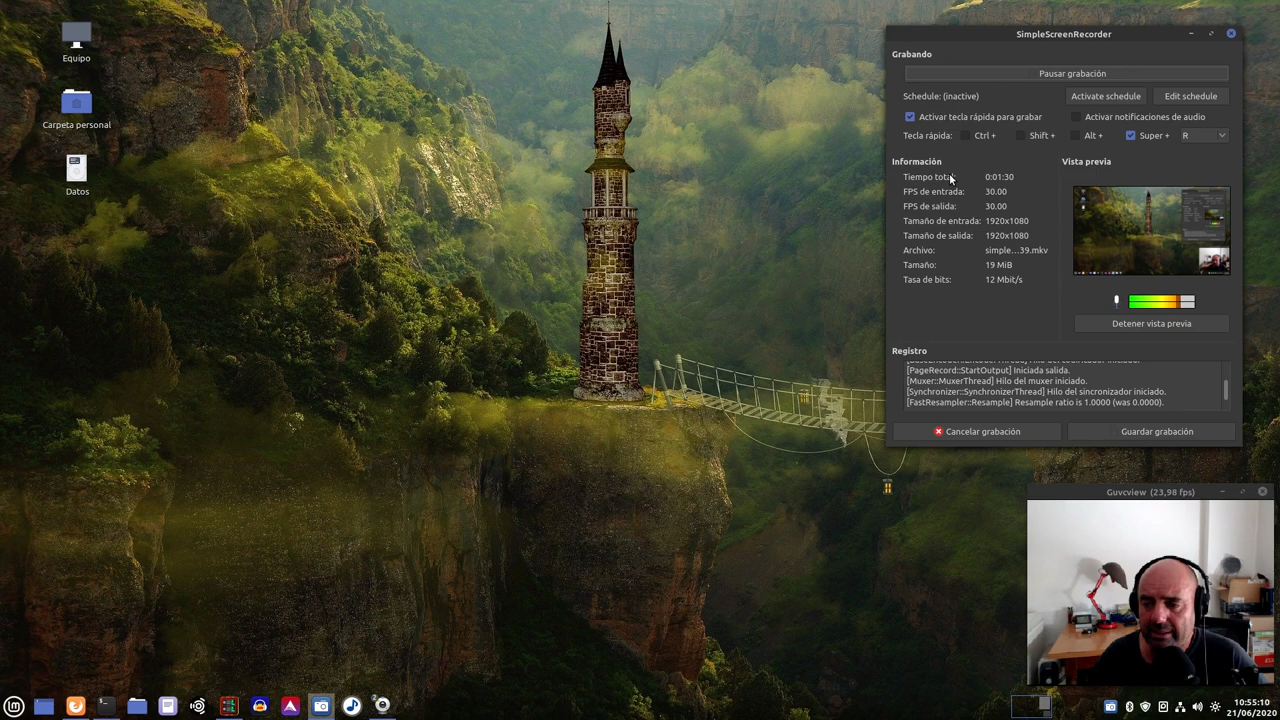 Equipo
Carpeta personal
Datos
SimpleScreenRecorder
Grabando
Pausar grabación
Schedule: (inactive)
Activate schedule
Edit schedule
Activar tecla rápida para grabar
Activar notificaciones de audio
Tecla rápida: Ctrl + Shift + Alt + Super + R
Información
Vista previa
Tiempo total: 0:01:30
FPS de entrada: 30.00
FPS de salida: 30.00
Tamaño de entrada: 1920x1080
Tamaño de salida: 1920x1080
Archivo: simple...39.mkv
Tamaño: 19 MiB
Tasa de bits: 12 Mbit/s
Detener vista previa
Registro
[PageRecord::StartOutput] Iniciada salida.
[Muxer::MuxerThread] Hilo del muxer iniciado.
[Synchronizer::SynchronizerThread] Hilo del sincronizador iniciado.
[FastResampler::Resample] Resample ratio is 1.0000 (was 0.0000).
Cancelar grabación
Guardar grabación
Guvcview (23,98 fps)
10:55:10
21/06/2020